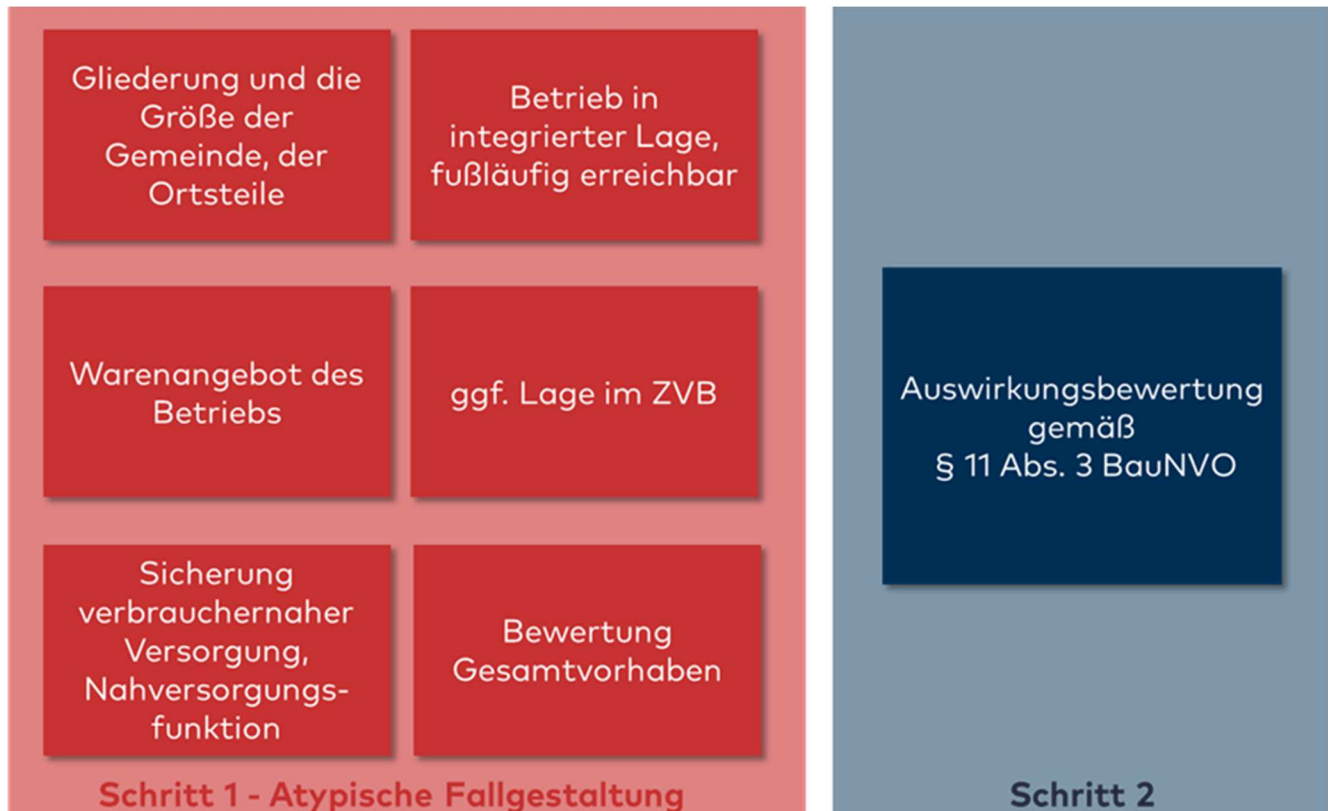 Gliederung und die
Größe der
Gemeinde, der
Ortsteile
Betrieb in
integrierter Lage,
fußläufig erreichbar
Warenangebot des
Betriebs
ggf. Lage im ZVB
Sicherung
verbrauchernaher
Versorgung,
Nahversorgungs-
funktion
Bewertung
Gesamtvorhaben
Schritt 1 - Atypische Fallgestaltung
Auswirkungsbewertung
gemäß
§ 11 Abs. 3 BauNVO
Schritt 2